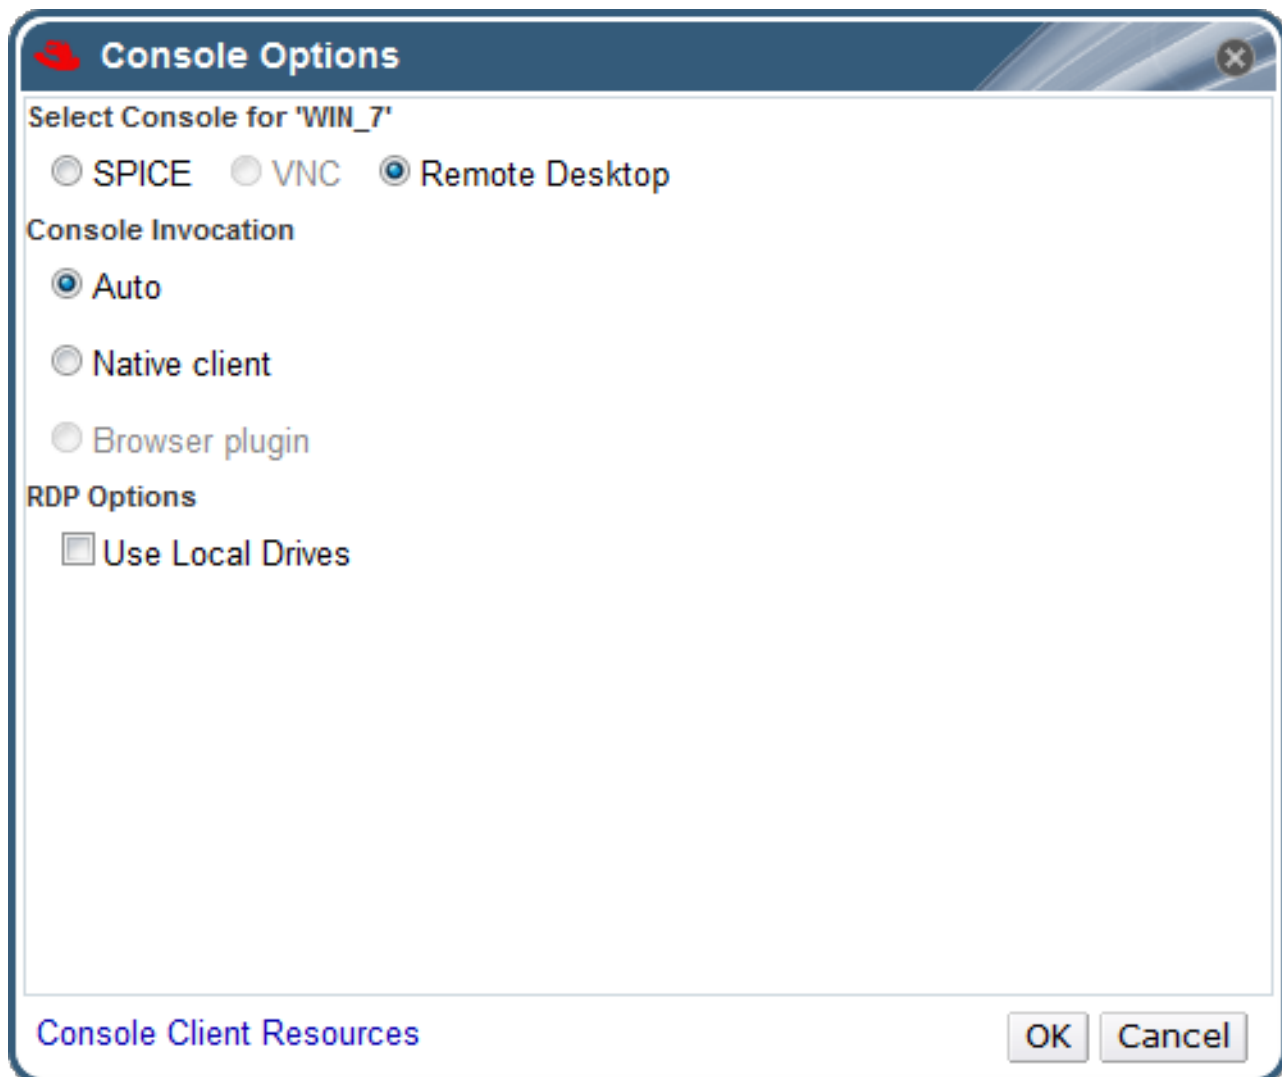 Console Options
Select Console for 'WIN_7'
SPICE VNC Remote Desktop
Console Invocation
Auto
Native client
Browser plugin
RDP Options
Use Local Drives
Console Client Resources OK Cancel